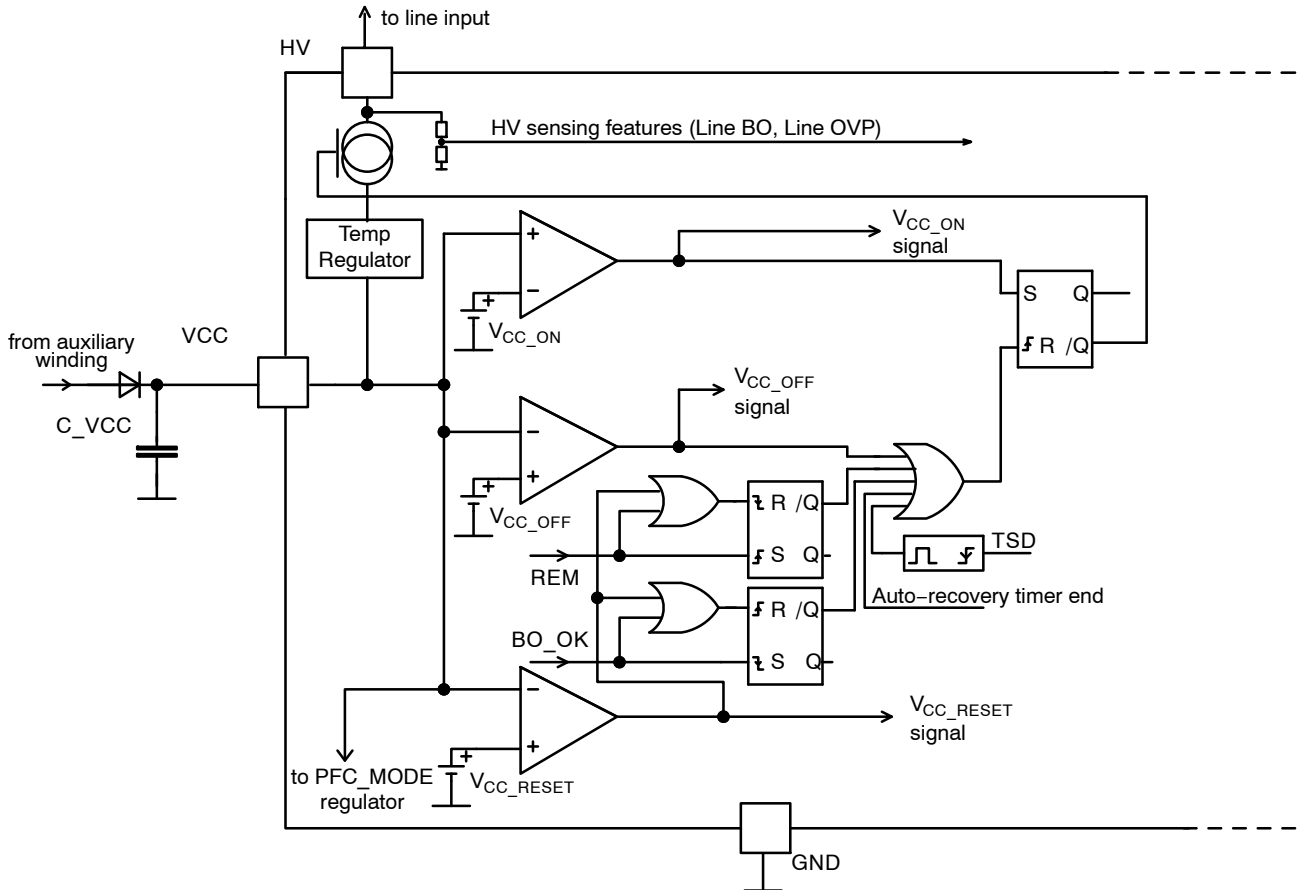 to line input
HV
HV sensing features (Line BO, Line OVP)
Temp
Regulator
+
−
+
VCC_ON
VCC_ON
signal
S
Q
R
/Q
from auxiliary
winding
VCC
C_VCC
−
+
+
VCC_OFF
VCC_OFF
signal
R
/Q
S
Q
REM
TSD
Auto−recovery timer end
R
/Q
S
Q
BO_OK
−
+
+
VCC_RESET
VCC_RESET
signal
to PFC_MODE
regulator
GND